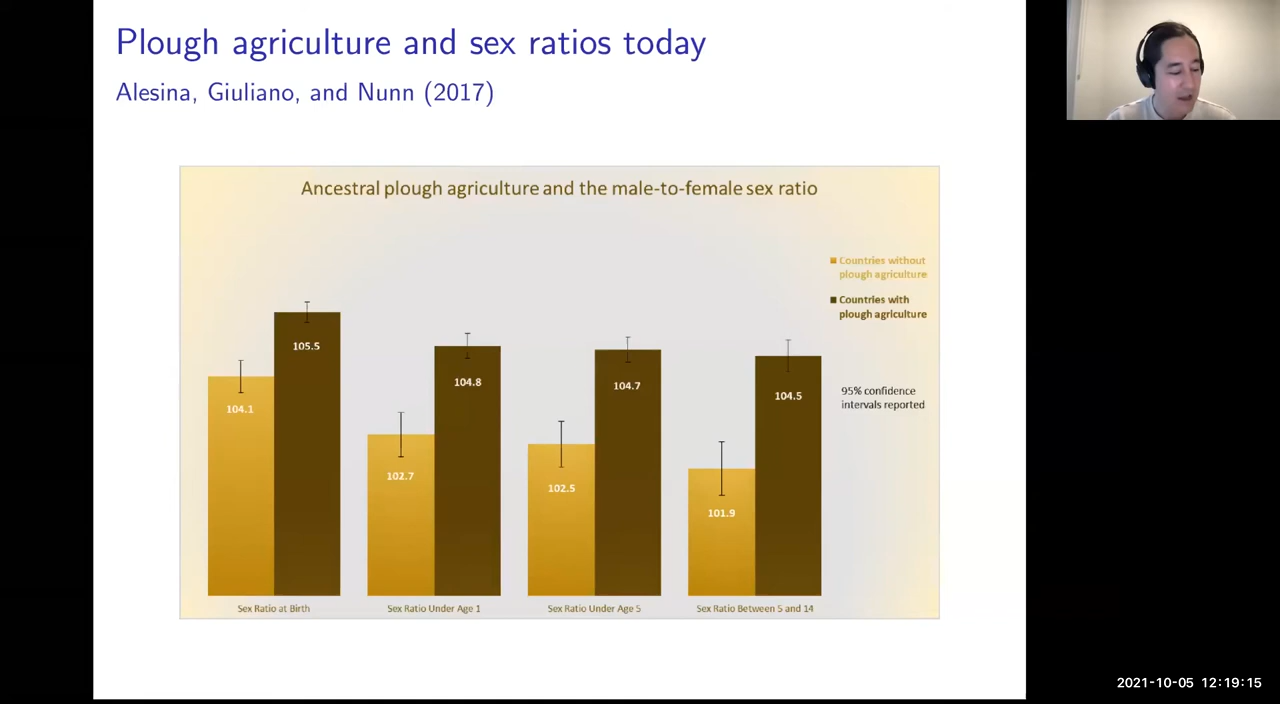 Plough agriculture and sex ratios today
Alesina, Giuliano, and Nunn (2017)
Ancestral plough agriculture and the male-to-female sex ratio
Countries without
plough agriculture
Countries with
plough agriculture
95% confidence
intervals reported
104.1
105.5
102.7
104.8
102.5
104.7
101.9
104.5
Sex Ratio at Birth
Sex Ratio Under Age 1
Sex Ratio Under Age 5
Sex Ratio Between 5 and 14
2021-10-05 12:19:15